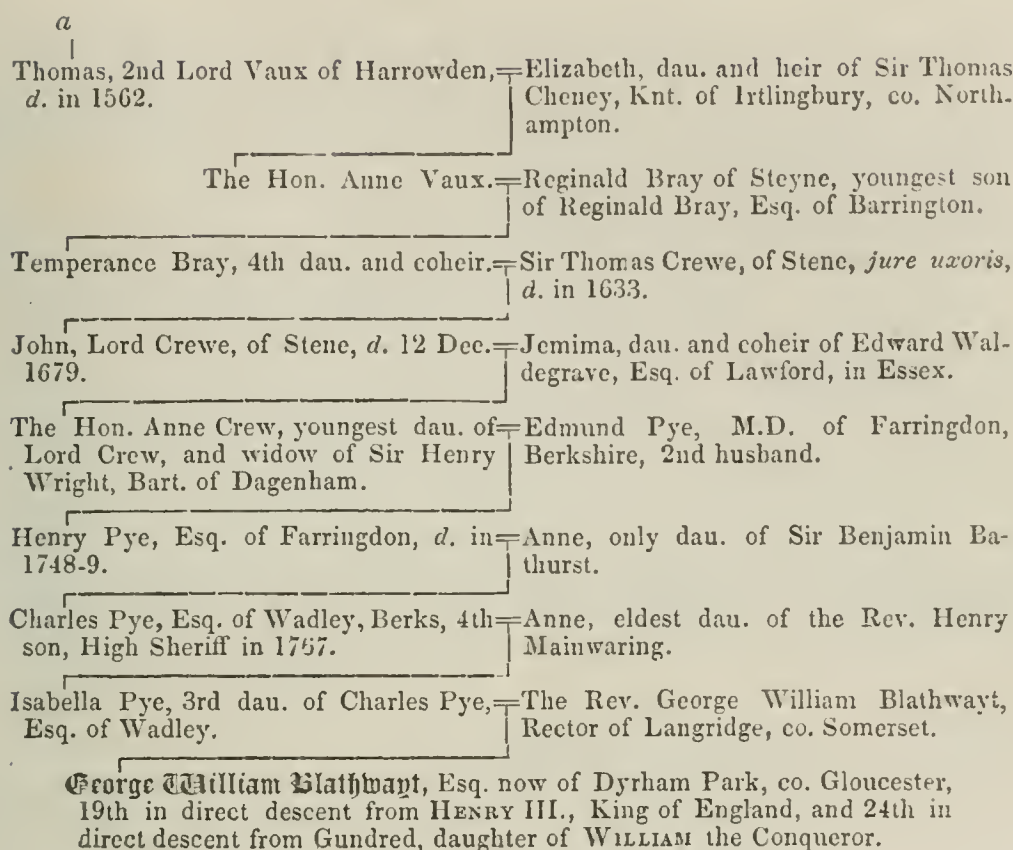 a
Thomas, 2nd Lord Vaux of Harrowden, d. in 1562.
Elizabeth, dau. and heir of Sir Thomas Cheney, Knt. of Irtlingbury, co. North-
ampton.
The Hon. Anne Vaux.
Reginald Bray of Steyne, youngest son
of Reginald Bray, Esq. of Barrington.
Temperance Bray, 4th dau. and coheir.
Sir Thomas Crewe, of Stene, jure uxoris,
d. in 1633.
John, Lord Crewe, of Stene, d. 12 Dec.
1679.
Jemima, dau. and coheir of Edward Wal-
degrave, Esq. of Lawford, in Essex.
The Hon. Anne Crew, youngest dau. of
Lord Crew, and widow of Sir Henry
Wright, Bart. of Dagenham.
Edmund Pye, M.D. of Farringdon,
Berkshire, 2nd husband.
Henry Pye, Esq. of Farringdon, d. in
1748-9.
Anne, only dau. of Sir Benjamin Ba-
thurst.
Charles Pye, Esq. of Wadley, Berks, 4th
son, High Sheriff in 1767.
Anne, eldest dau. of the Rev. Henry
Mainwaring.
Isabella Pye, 3rd dau. of Charles Pye,
Esq. of Wadley.
The Rev. George William Blathwayt,
Rector of Langridge, co. Somerset.
George William Blathwayt, Esq. now of Dyrham Park, co. Gloucester,
19th in direct descent from HENRY III., King of England, and 24th in
direct descent from Gundred, daughter of WILLIAM the Conqueror.